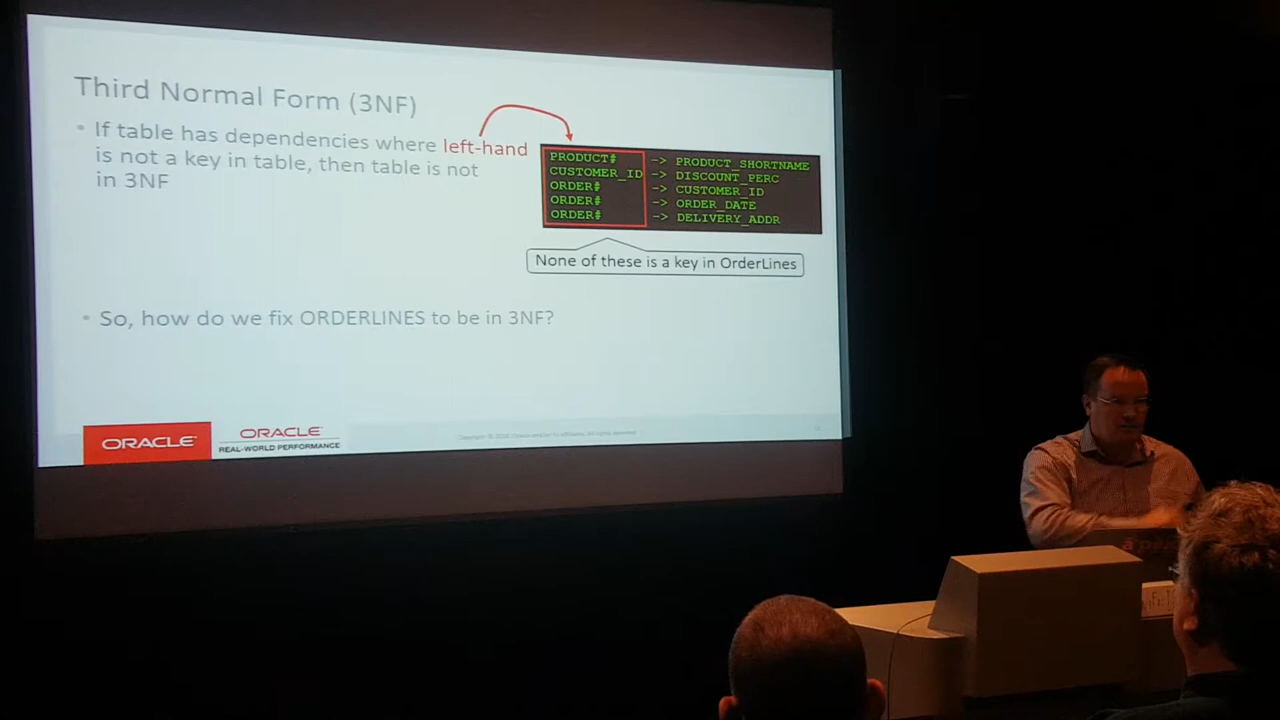 Third Normal Form (3NF)
• If table has dependencies where left-hand
is not a key in table, then table is not
in 3NF
PRODUCT# -> PRODUCT_SHORTNAME
CUSTOMER_ID -> DISCOUNT_PERC
ORDER# -> CUSTOMER_ID
ORDER# -> ORDER_DATE
ORDER# -> DELIVERY_ADDR
None of these is a key in OrderLines
• So, how do we fix ORDERLINES to be in 3NF?
ORACLE
ORACLE
REAL-WORLD PERFORMANCE